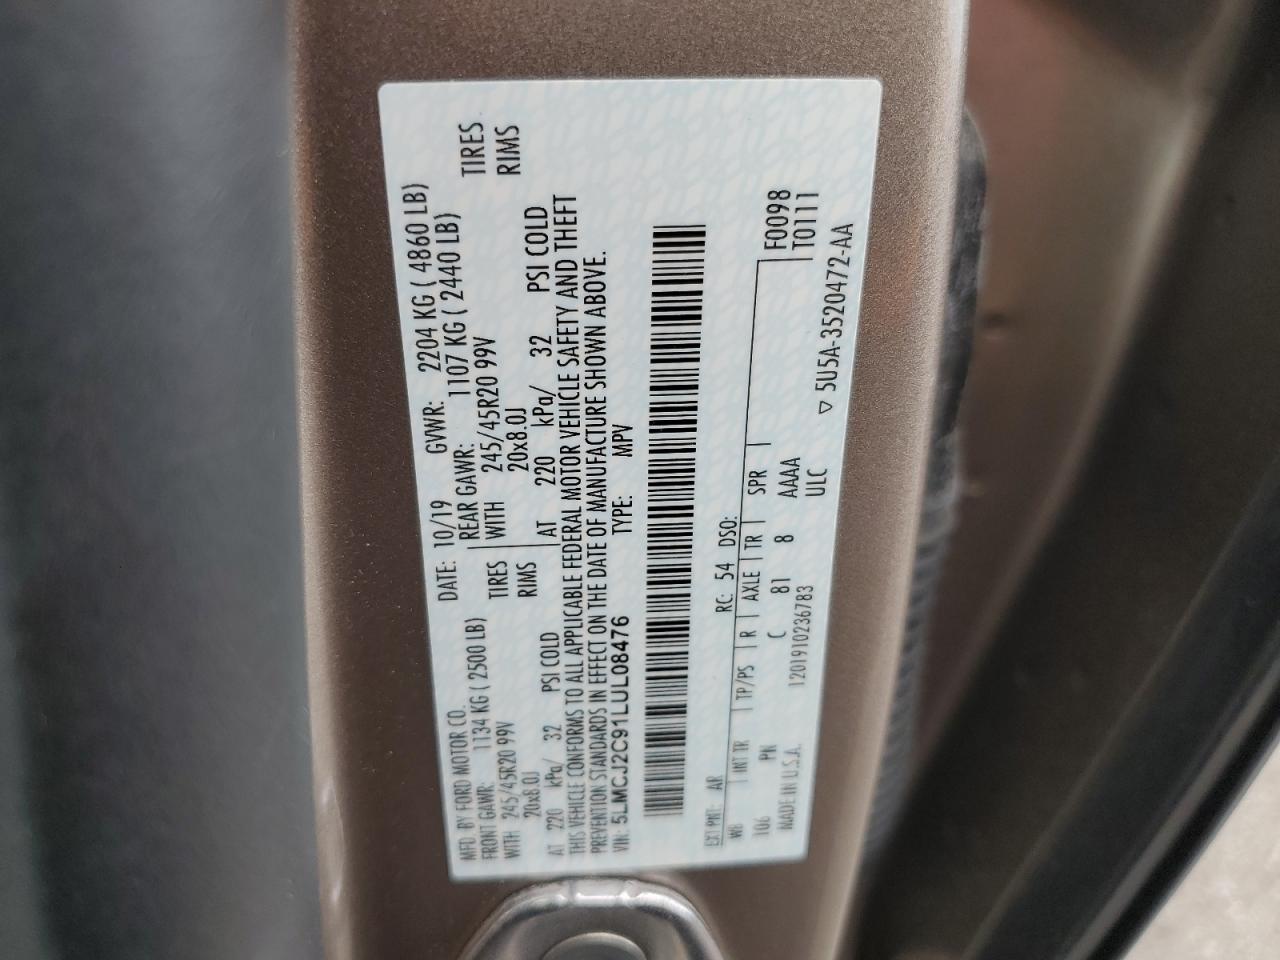 MFD. BY FORD MOTOR CO. DATE: 10/19 GVWR: 2204 KG ( 4860 LB)
FRONT GAWR: 1134 KG ( 2500 LB) REAR GAWR: 1107 KG ( 2440 LB)
WITH 245/45R20 99V TIRES WITH 245/45R20 99V TIRES
20x8.0J RIMS 20x8.0J RIMS
AT 220 kPa/ 32 PSI COLD AT 220 kPa/ 32 PSI COLD
THIS VEHICLE CONFORMS TO ALL APPLICABLE FEDERAL MOTOR VEHICLE SAFETY AND THEFT
PREVENTION STANDARDS IN EFFECT ON THE DATE OF MANUFACTURE SHOWN ABOVE.
VIN: 5LMCJ2C91LUL08476 TYPE: MPV
EXT PNT: AR RC: 54 DSO:
WB INT TR TP/PS R AXLE TR SPR F0098
106 PN C 81 8 AAAA T0111
MADE IN U.S.A. 1201910236783 ULC
▽ 5U5A-3520472-AA